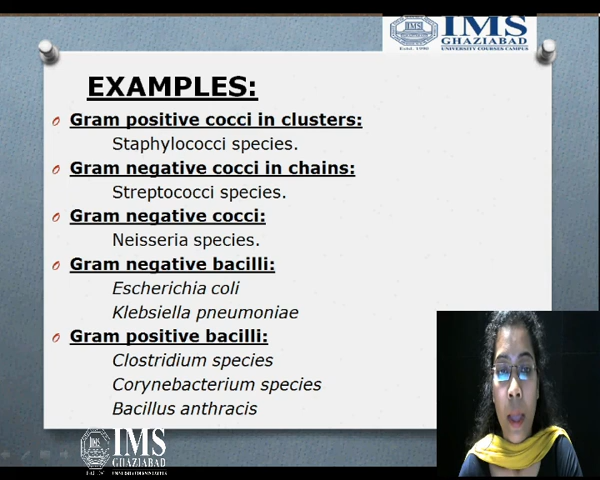 IMS
GHAZIABAD
Estd. 1990
UNIVERSITY COURSES CAMPUS
EXAMPLES:
Gram positive cocci in clusters:
Staphylococci species.
Gram negative cocci in chains:
Streptococci species.
Gram negative cocci:
Neisseria species.
Gram negative bacilli:
Escherichia coli
Klebsiella pneumoniae
Gram positive bacilli:
Clostridium species
Corynebacterium species
Bacillus anthracis
IMS
GHAZIABAD